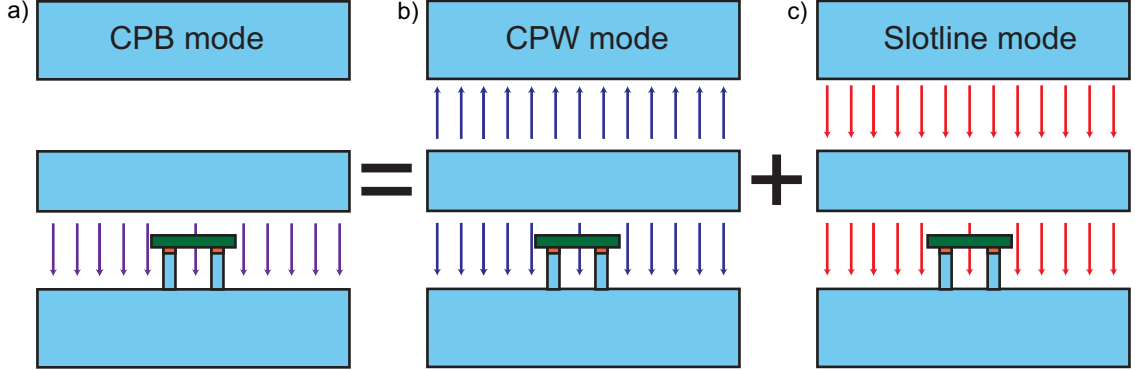 a)
CPB mode
b)
CPW mode
c)
Slotline mode
=
+